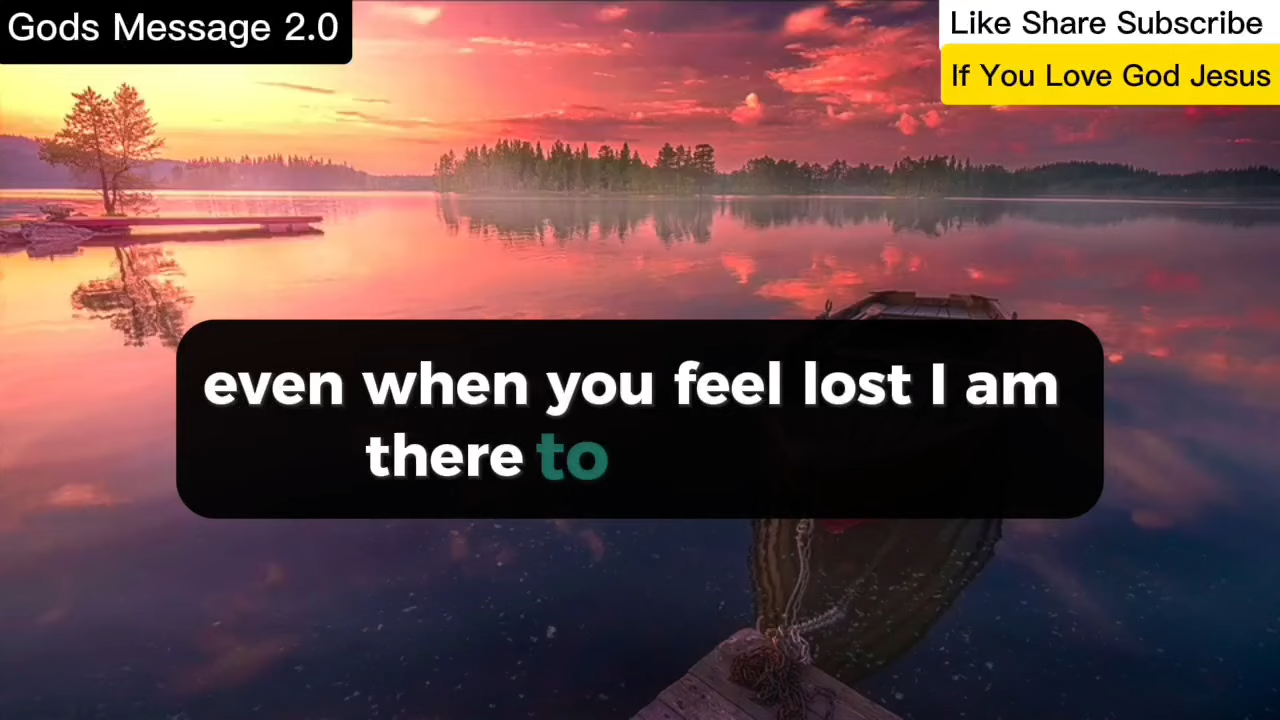 Gods Message 2.0
Like Share Subscribe
If You Love God Jesus
even when you feel lost I am
there to